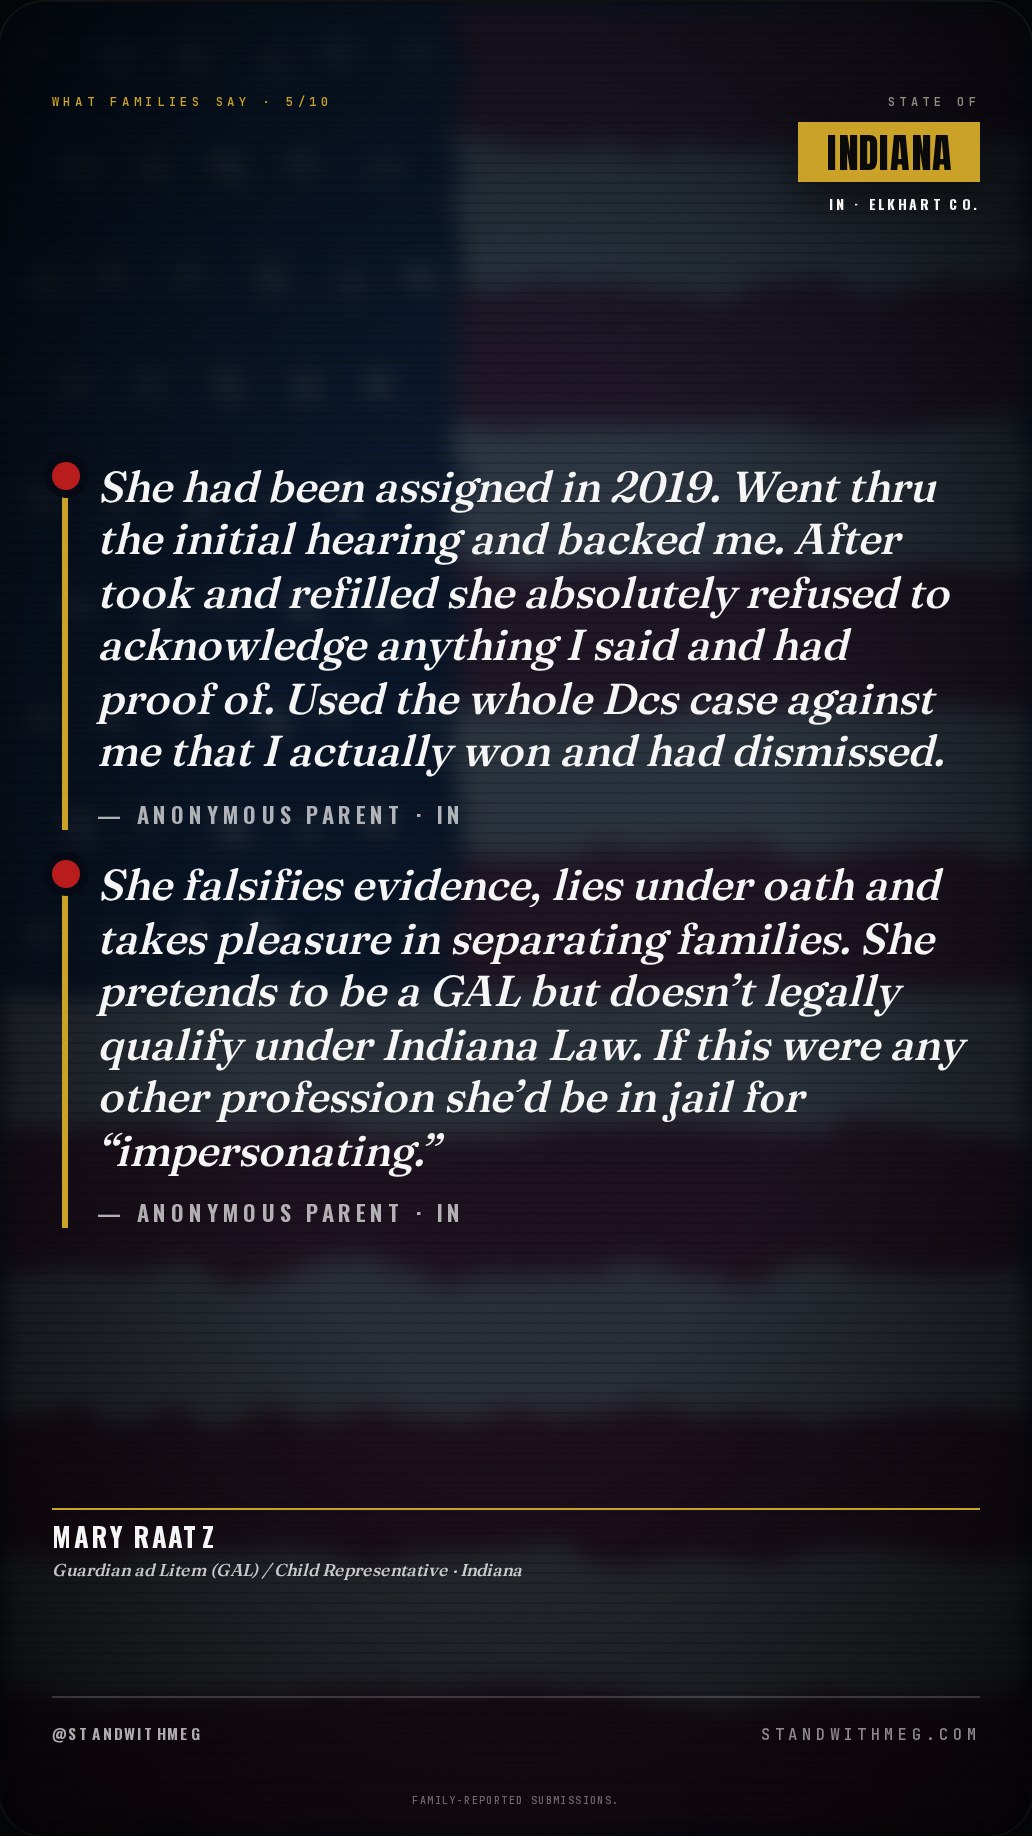 WHAT FAMILIES SAY · 5/10
STATE OF
INDIANA
IN · ELKHART CO.
She had been assigned in 2019. Went thru
the initial hearing and backed me. After
took and refilled she absolutely refused to
acknowledge anything I said and had
proof of. Used the whole Dcs case against
me that I actually won and had dismissed.
— ANONYMOUS PARENT · IN
She falsifies evidence, lies under oath and
takes pleasure in separating families. She
pretends to be a GAL but doesn’t legally
qualify under Indiana Law. If this were any
other profession she’d be in jail for
“impersonating.”
— ANONYMOUS PARENT · IN
MARY RAATZ
Guardian ad Litem (GAL) / Child Representative · Indiana
@STANDWITHMEG
STANDWITHMEG.COM
FAMILY-REPORTED SUBMISSIONS.